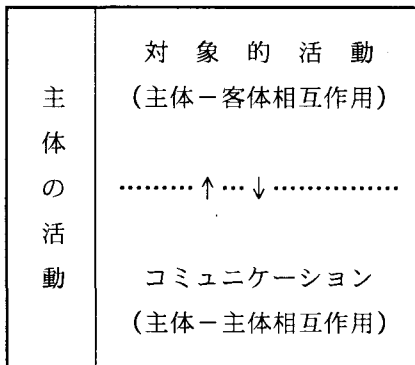 主体の活動
対象的活動
(主体－客体相互作用)
………↑…↓……………
コミュニケーション
(主体－主体相互作用)